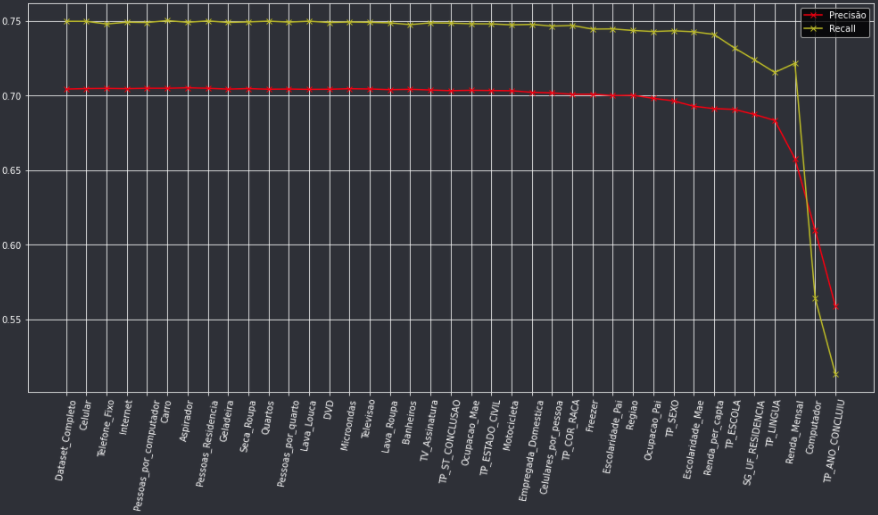 Precisão
Recall
0.75
0.70
0.65
0.60
0.55
Dataset_Completo
Celular
Telefone_Fixo
Internet
Pessoas_por_computador
Carro
Aspirador
Pessoas_Residencia
Geladeira
Seca_Roupa
Quartos
Pessoas_por_quarto
Lava_Louca
DVD
Microondas
Televisao
Lava_Roupa
Banheiros
TV_Assinatura
TP_ST_CONCLUSAO
Ocupacao_Mae
TP_ESTADO_CIVIL
Motocicleta
Empregada_Domestica
Celulares_por_pessoa
TP_COR_RACA
Freezer
Escolaridade_Pai
Regiao
Ocupacao_Pai
TP_SEXO
Escolaridade_Mae
Renda_per_capta
TP_ESCOLA
SG_UF_RESIDENCIA
TP_LINGUA
Renda_Mensal
Computador
TP_ANO_CONCLUIU